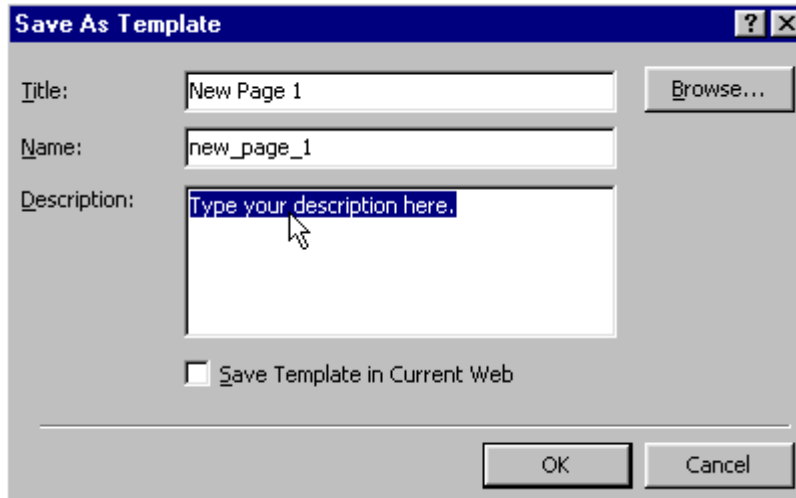 Save As Template
Title: New Page 1 Browse...
Name: new_page_1
Description: Type your description here.
Save Template in Current Web
OK Cancel